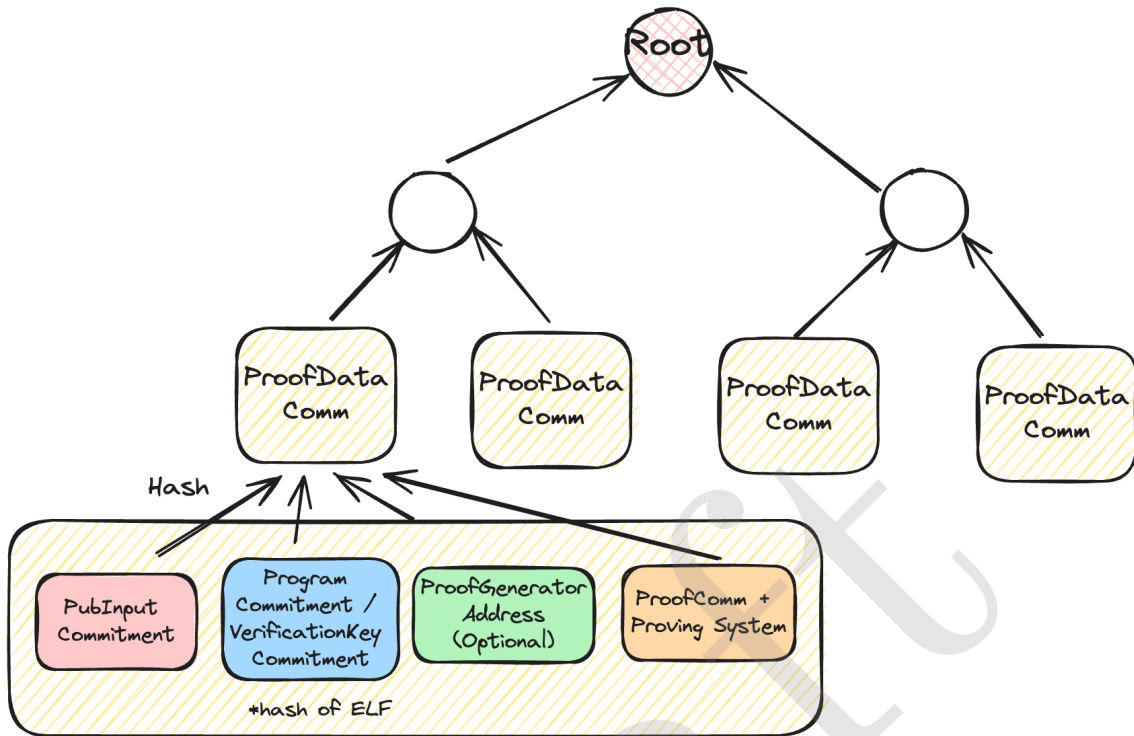 Root
ProofData
Comm
ProofData
Comm
ProofData
Comm
ProofData
Comm
Hash
PubInput
Commitment
Program
Commitment /
VerificationKey
Commitment
ProofGenerator
Address
(Optional)
ProofComm +
Proving System
*hash of ELF